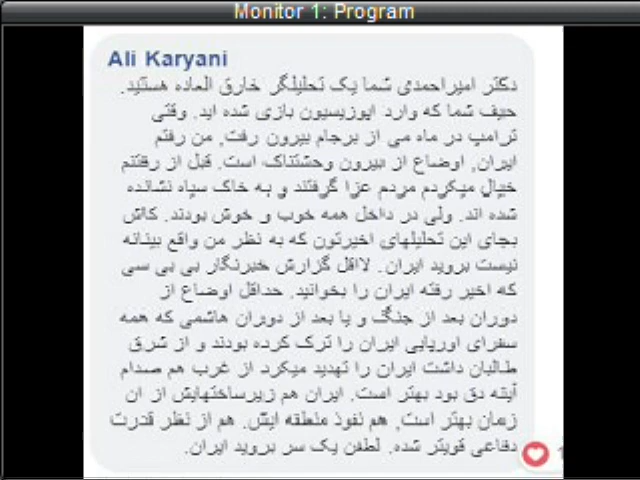 Monitor 1: Program
Ali Karyani
دکتر امیراحمدی شما یک تحلیلگر خارق العاده هستید.
حیف شما که وارد اپوزیسیون بازی شده اید. وقتی
ترامپ در ماه می از برجام بیرون رفت, من رفتم
ایران, اوضاع از بیرون وحشتناک است. قبل از رفتنم
خیال میکردم مردم عزا گرفتند و به خاک سیاه نشانده
شده اند. ولی در داخل همه خوب و خوش بودند. کاش
بجای این تحلیلهای اخیرتون که به نظر من واقع بینانه
نیست بروید ایران. لااقل گزارش خبرنگار بی بی سی
که اخیر رفته ایران را بخوانید. حداقل اوضاع از
دوران بعد از جنگ و یا بعد از دوران هاشمی که همه
سفرای اوریایی ایران را ترک کرده بودند و از شرق
طالبان داشت ایران را تهدید میکرد از غرب هم صدام
آینه دق بود بهتر است. ایران هم زیرساختهایش از ان
زمان بهتر است, هم نفوذ منطقه ایش. هم از نظر قدرت
دفاعی قویتر شده. لطفن یک سر بروید ایران.